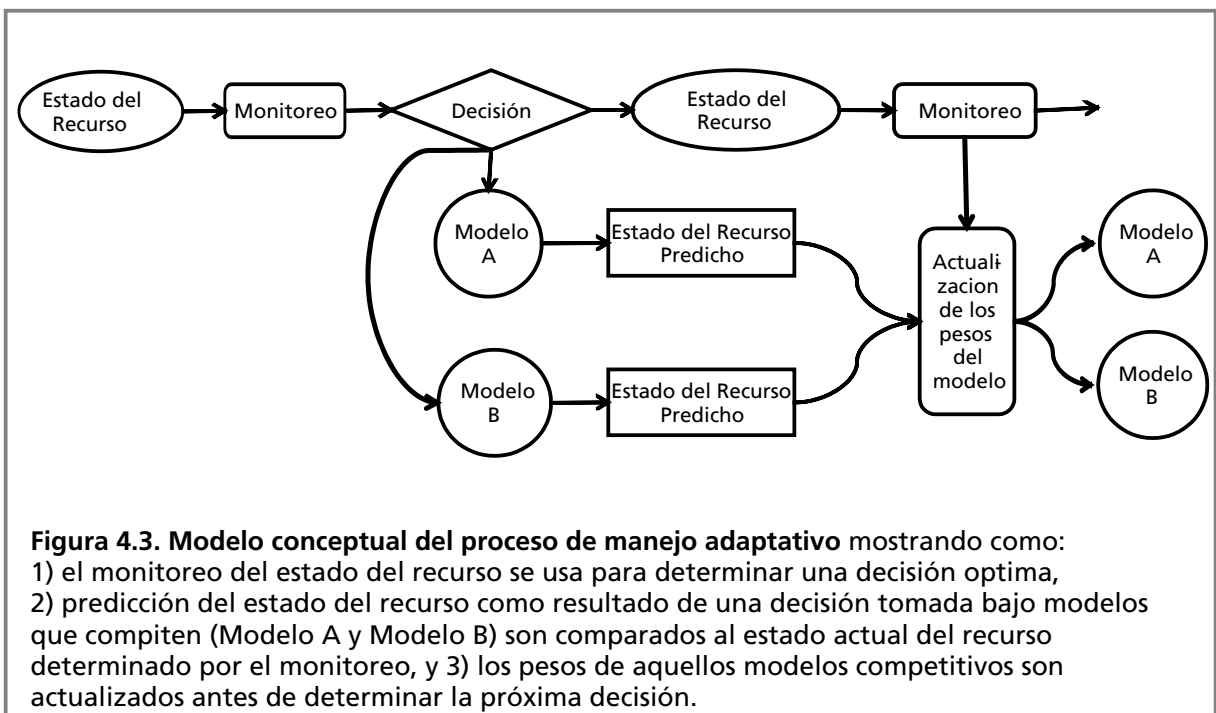 Estado del
Recurso
Monitoreo
Decisión
Estado del
Recurso
Monitoreo
Modelo
A
Estado del Recurso
Predicho
Modelo
B
Estado del Recurso
Predicho
Actuali-
zacion
de los
pesos
del
modelo
Modelo
A
Modelo
B
Figura 4.3. Modelo conceptual del proceso de manejo adaptativo mostrando como:
1) el monitoreo del estado del recurso se usa para determinar una decisión optima,
2) predicción del estado del recurso como resultado de una decisión tomada bajo modelos
que compiten (Modelo A y Modelo B) son comparados al estado actual del recurso
determinado por el monitoreo, y 3) los pesos de aquellos modelos competitivos son
actualizados antes de determinar la próxima decisión.